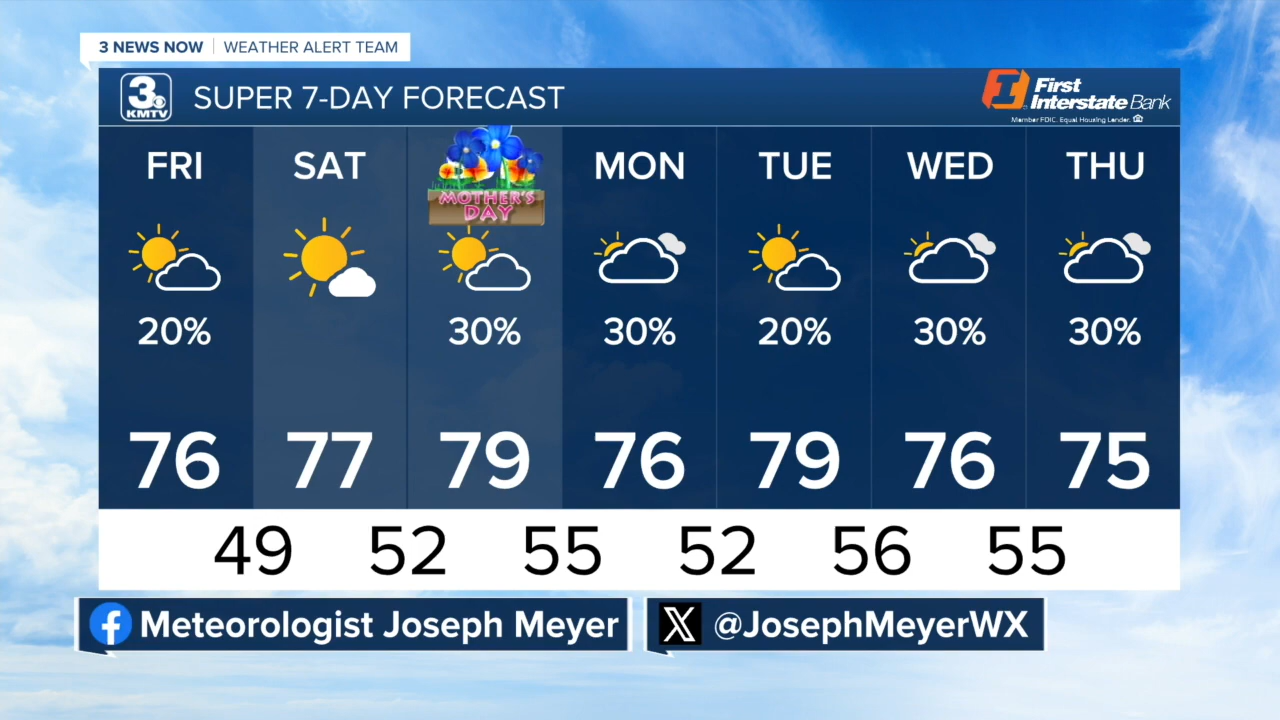 3 NEWS NOW | WEATHER ALERT TEAM
3
KMTV
SUPER 7-DAY FORECAST
I First
Interstate Bank
Member FDIC. Equal Housing Lender.
FRI SAT MOTHER'S DAY MON TUE WED THU
20% 30% 30% 20% 30% 30%
76 77 79 76 79 76 75
49 52 55 52 56 55
f Meteorologist Joseph Meyer
X @JosephMeyerWX